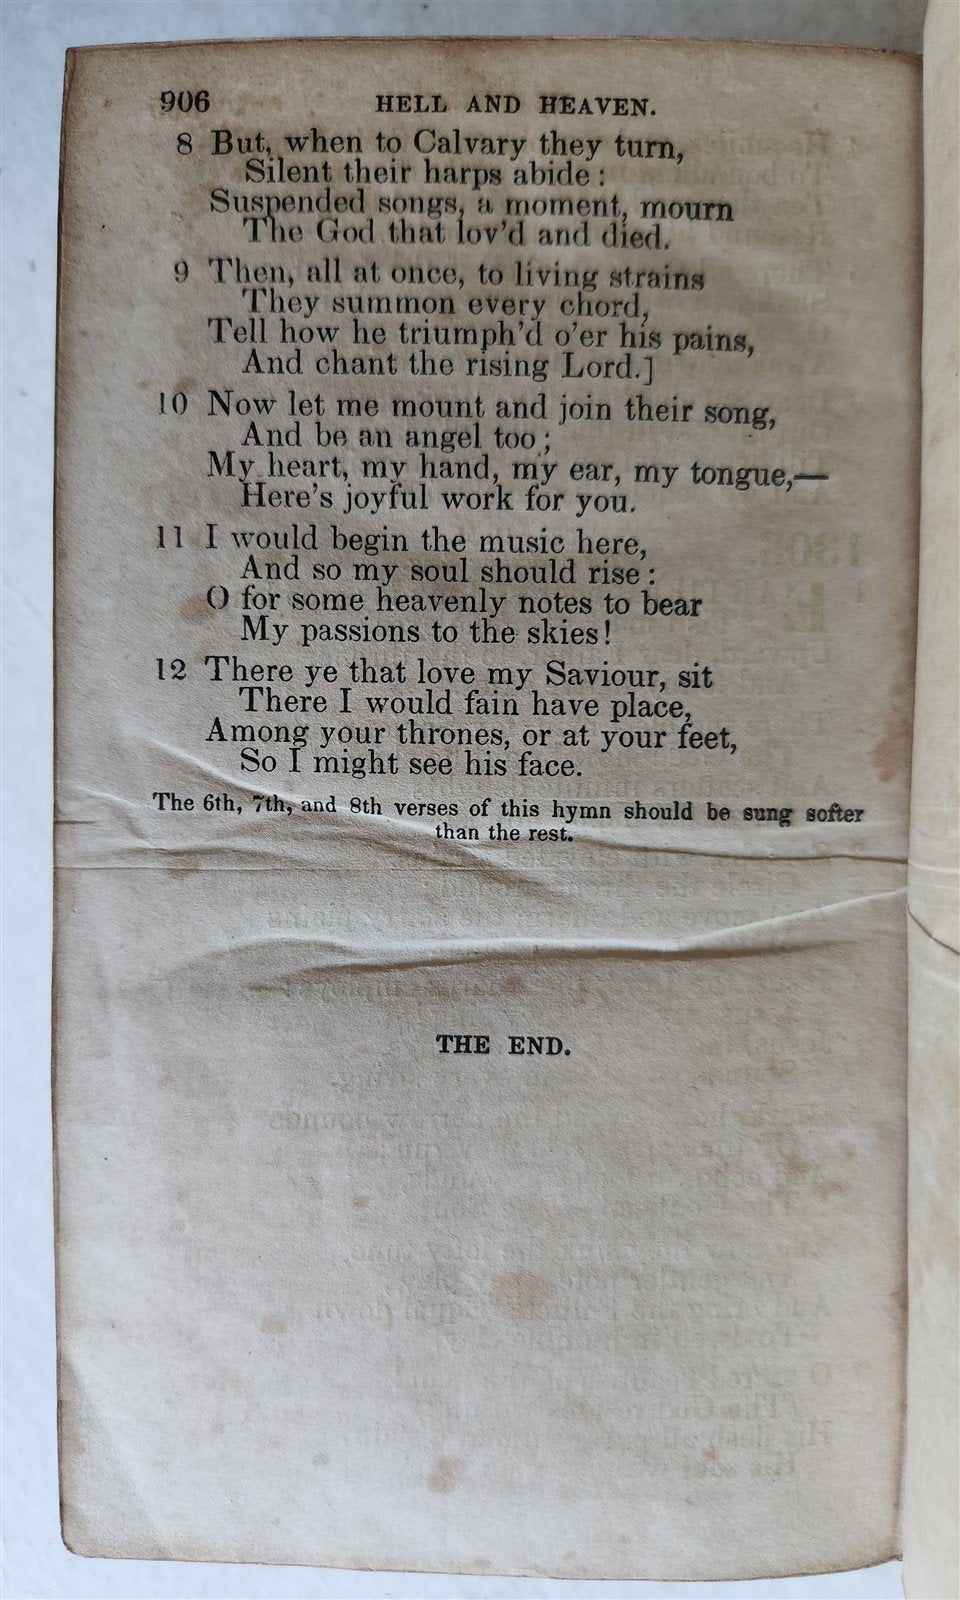 906 HELL AND HEAVEN.
8 But, when to Calvary they turn,
Silent their harps abide :
Suspended songs, a moment, mourn
The God that lov'd and died.
9 Then, all at once, to living strains
They summon every chord,
Tell how he triumph'd o'er his pains,
And chant the rising Lord.]
10 Now let me mount and join their song,
And be an angel too ;
My heart, my hand, my ear, my tongue,—
Here's joyful work for you.
11 I would begin the music here,
And so my soul should rise :
O for some heavenly notes to bear
My passions to the skies!
12 There ye that love my Saviour, sit
There I would fain have place,
Among your thrones, or at your feet,
So I might see his face.
The 6th, 7th, and 8th verses of this hymn should be sung softer
than the rest.
THE END.